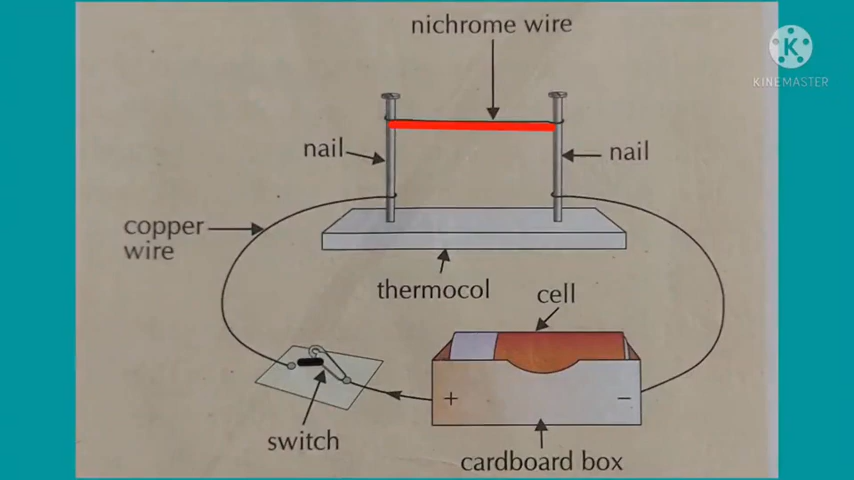 nichrome wire
K
KINEMASTER
nail
nail
copper
wire
thermocol
cell
+
−
switch
cardboard box